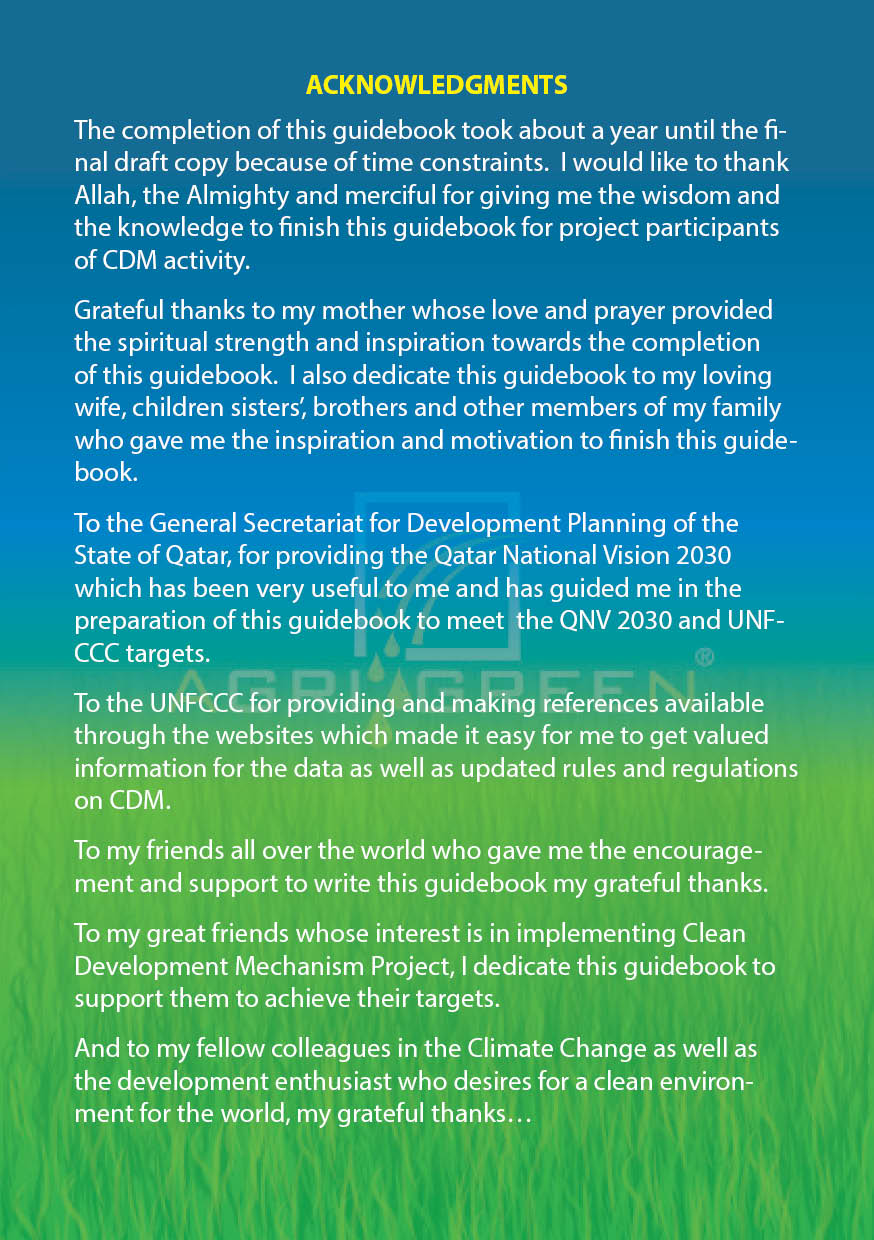 ACKNOWLEDGMENTS
The completion of this guidebook took about a year until the fi-
nal draft copy because of time constraints.  I would like to thank
Allah, the Almighty and merciful for giving me the wisdom and
the knowledge to finish this guidebook for project participants
of CDM activity.
Grateful thanks to my mother whose love and prayer provided
the spiritual strength and inspiration towards the completion
of this guidebook.  I also dedicate this guidebook to my loving
wife, children sisters’, brothers and other members of my family
who gave me the inspiration and motivation to finish this guide-
book.
To the General Secretariat for Development Planning of the
State of Qatar, for providing the Qatar National Vision 2030
which has been very useful to me and has guided me in the
preparation of this guidebook to meet  the QNV 2030 and UNF-
CCC targets.
AGRI GREEN ®
To the UNFCCC for providing and making references available
through the websites which made it easy for me to get valued
information for the data as well as updated rules and regulations
on CDM.
To my friends all over the world who gave me the encourage-
ment and support to write this guidebook my grateful thanks.
To my great friends whose interest is in implementing Clean
Development Mechanism Project, I dedicate this guidebook to
support them to achieve their targets.
And to my fellow colleagues in the Climate Change as well as
the development enthusiast who desires for a clean environ-
ment for the world, my grateful thanks…